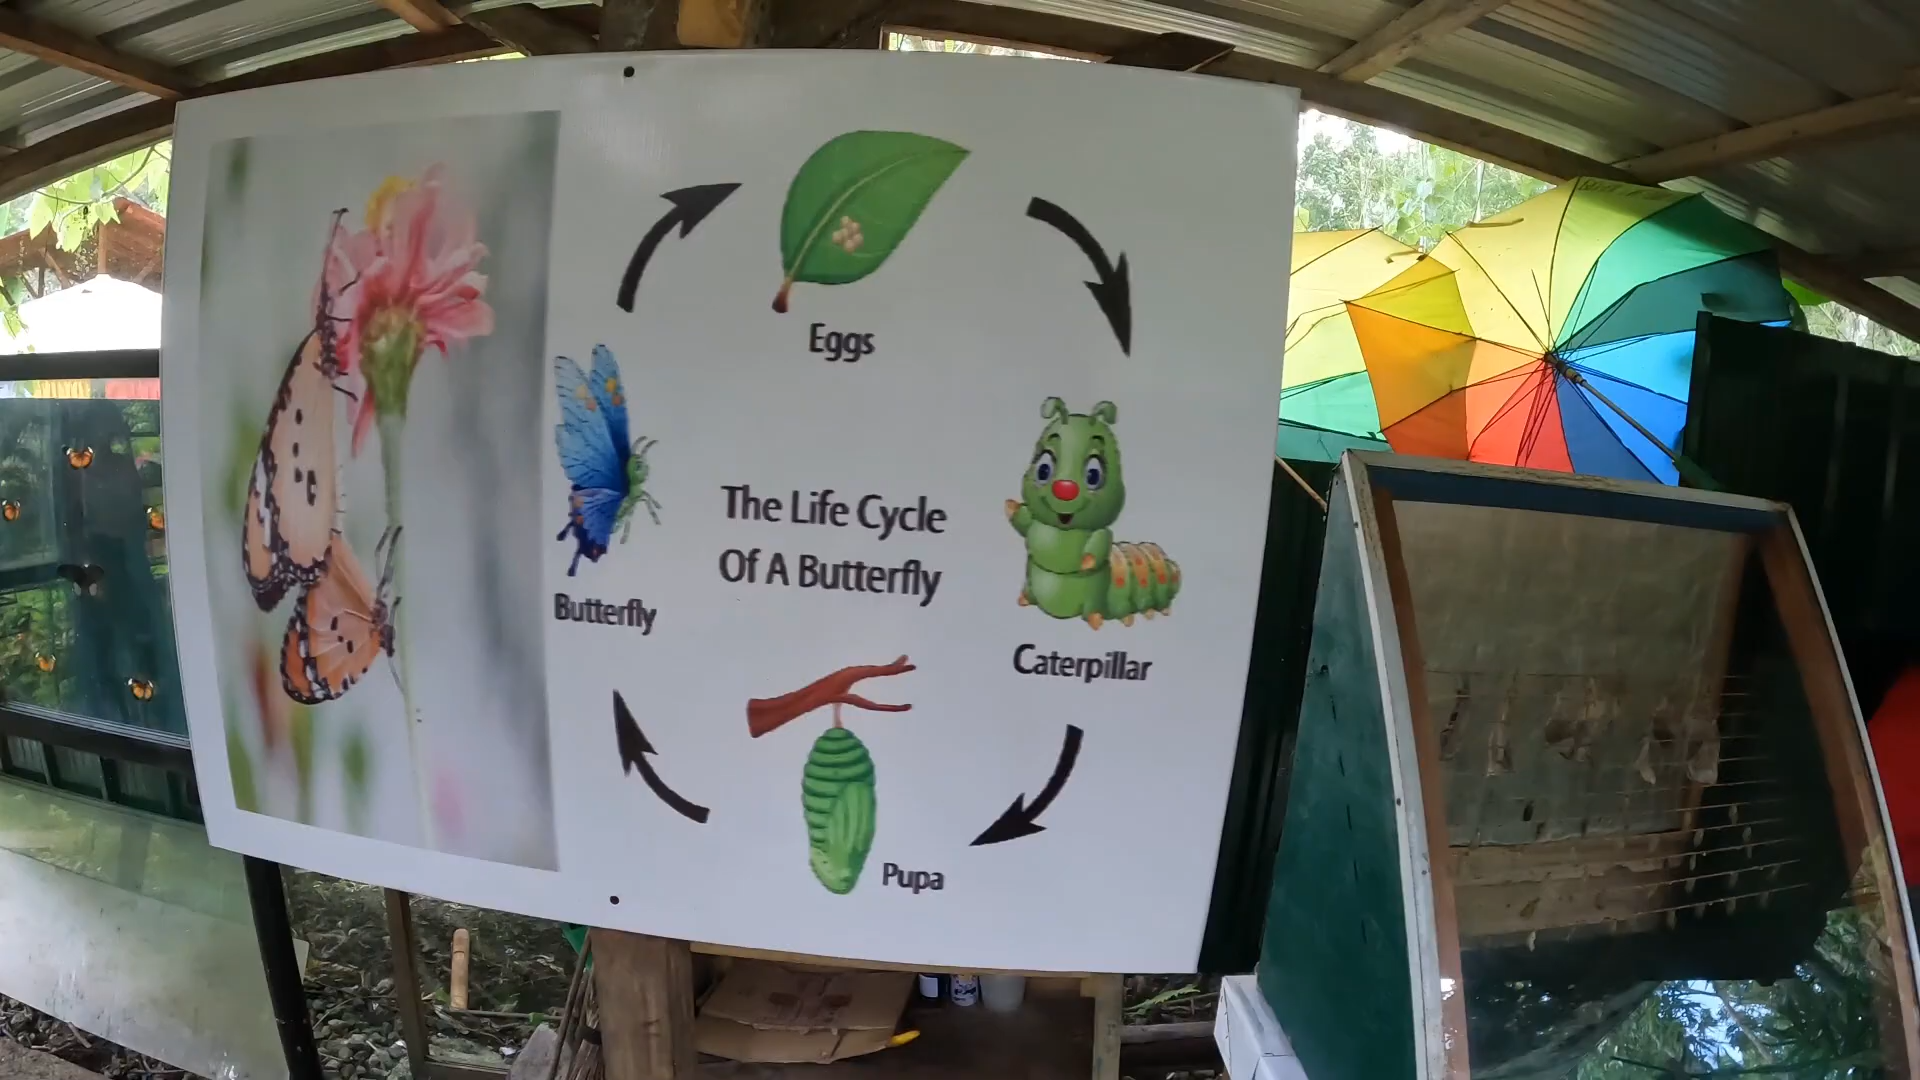 Eggs
The Life Cycle
Of A Butterfly
Butterfly
Caterpillar
Pupa